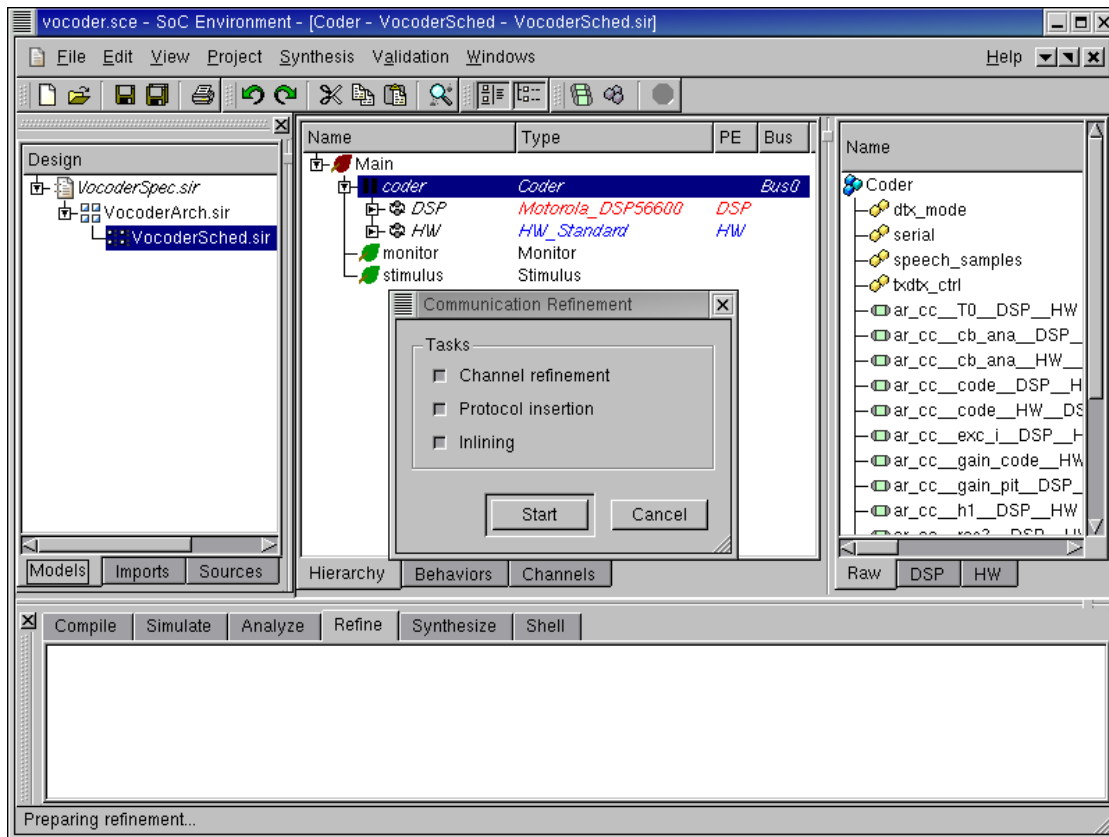 vocoder.sce - SoC Environment - [Coder - VocoderSched - VocoderSched.sir]
File Edit View Project Synthesis Validation Windows Help
Design
VocoderSpec.sir
VocoderArch.sir
VocoderSched.sir
Models Imports Sources
Name Type PE Bus
Main
coder Coder Bus0
DSP Motorola_DSP56600 DSP
HW HW_Standard HW
monitor Monitor
stimulus Stimulus
Communication Refinement
Tasks
Channel refinement
Protocol insertion
Inlining
Start Cancel
Hierarchy Behaviors Channels
Name
Coder
dtx_mode
serial
speech_samples
txdtx_ctrl
ar_cc__T0__DSP__HW
ar_cc__cb_ana__DSP_
ar_cc__cb_ana__HW__
ar_cc__code__DSP__H
ar_cc__code__HW__DS
ar_cc__exc_i__DSP__H
ar_cc__gain_code__HW
ar_cc__gain_pit__DSP_
ar_cc__h1__DSP__HW
Raw DSP HW
Compile Simulate Analyze Refine Synthesize Shell
Preparing refinement...